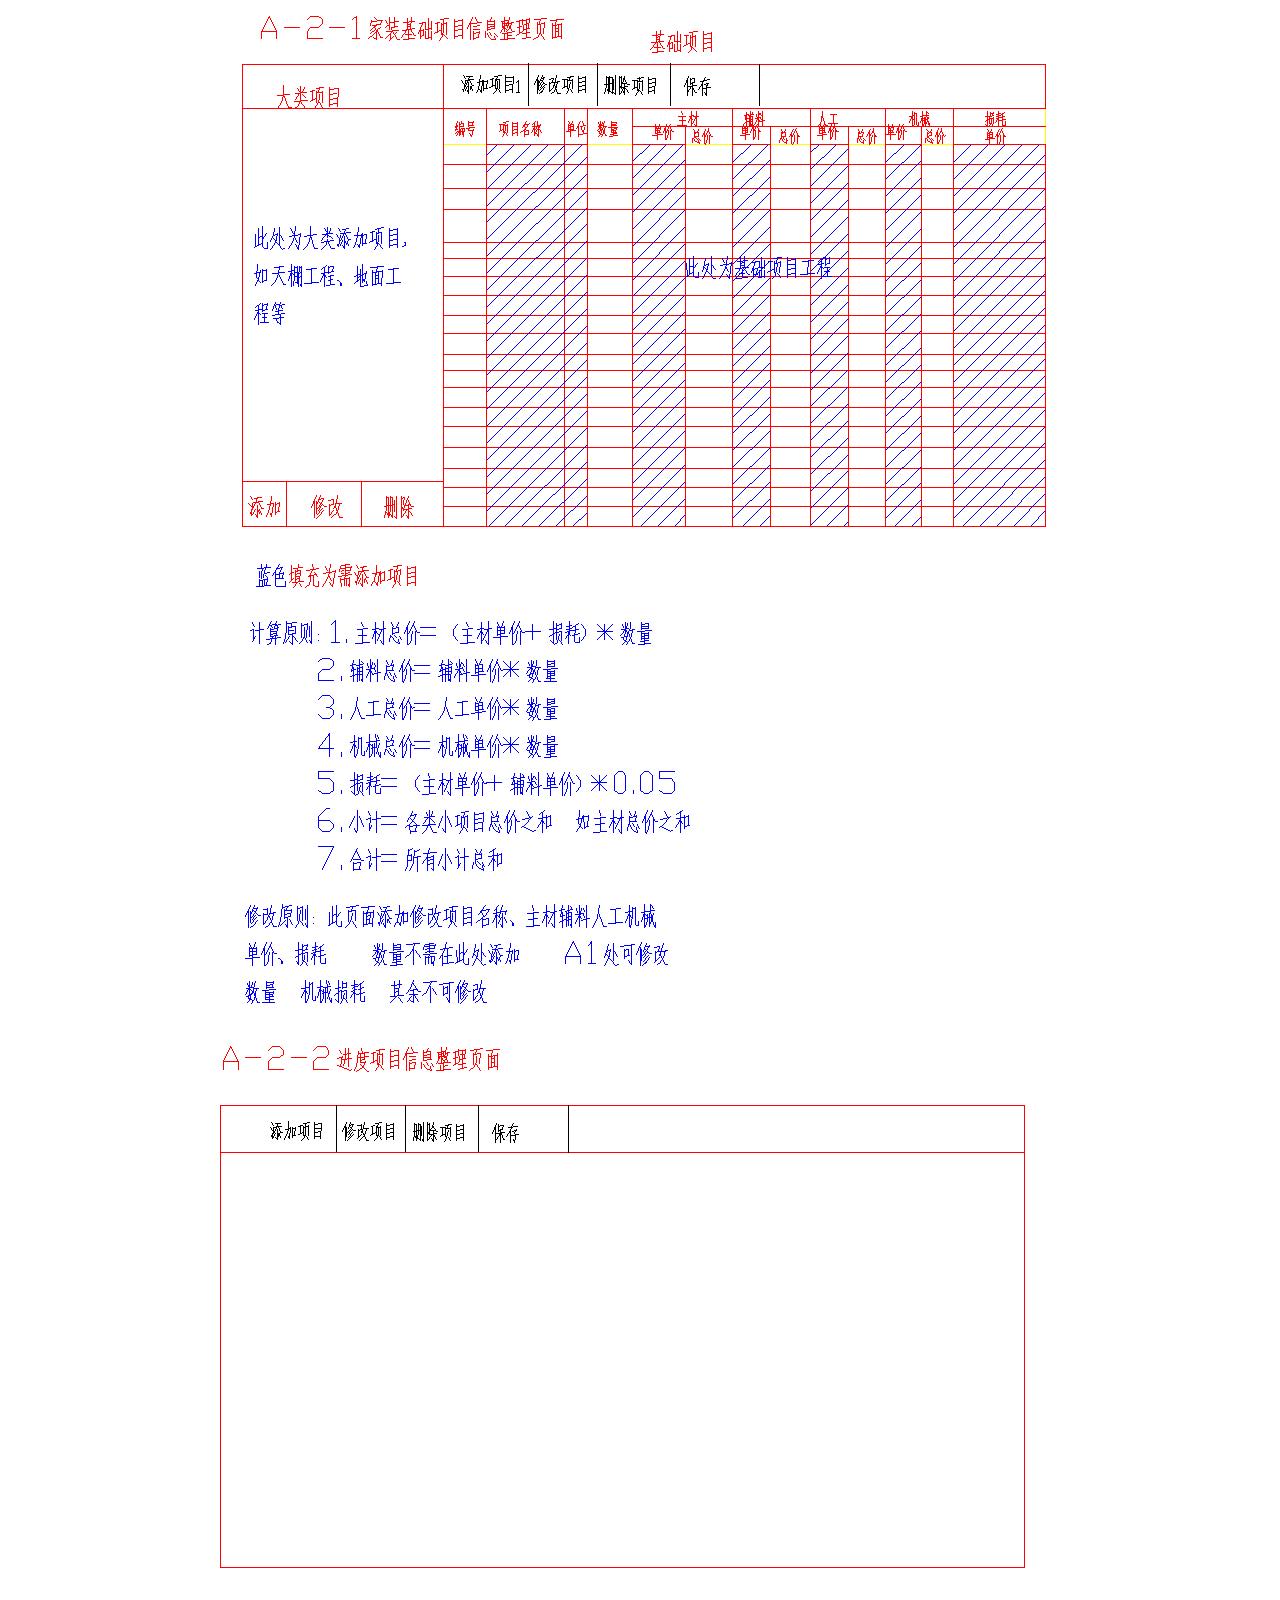 A-2-1家装基础项目信息整理页面
基础项目
大类项目
添加项目1 修改项目 删除项目 保存
编号 项目名称 单位 数量 主材 辅料 人工 机械 损耗
单价 总价 单价 总价 单价 总价 单价 总价 单价
此处为大类添加项目,
如天棚工程、地面工
程等
此处为基础项目工程
添加 修改 删除
蓝色填充为需添加项目
计算原则: 1,主材总价=（主材单价+损耗）*数量
2,辅料总价=辅料单价*数量
3,人工总价=人工单价*数量
4,机械总价=机械单价*数量
5,损耗=（主材单价+辅料单价）*0.05
6,小计=各类小项目总价之和 如主材总价之和
7,合计=所有小计总和
修改原则: 此页面添加修改项目名称、主材辅料人工机械
单价、损耗 数量不需在此处添加 A1处可修改
数量 机械损耗 其余不可修改
A-2-2进度项目信息整理页面
添加项目 修改项目 删除项目 保存